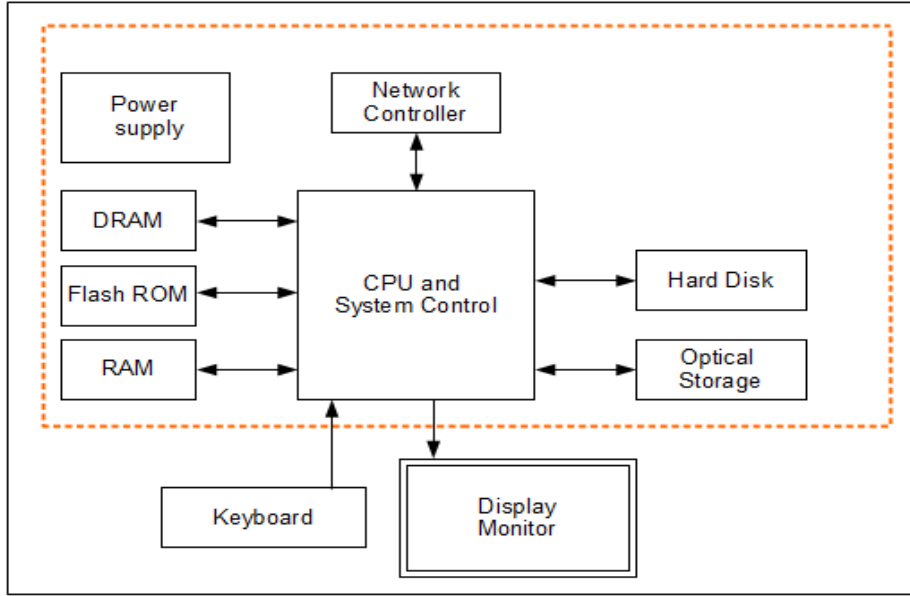 Power
supply
Network
Controller
DRAM
Flash ROM
RAM
CPU and
System Control
Hard Disk
Optical
Storage
Keyboard
Display
Monitor